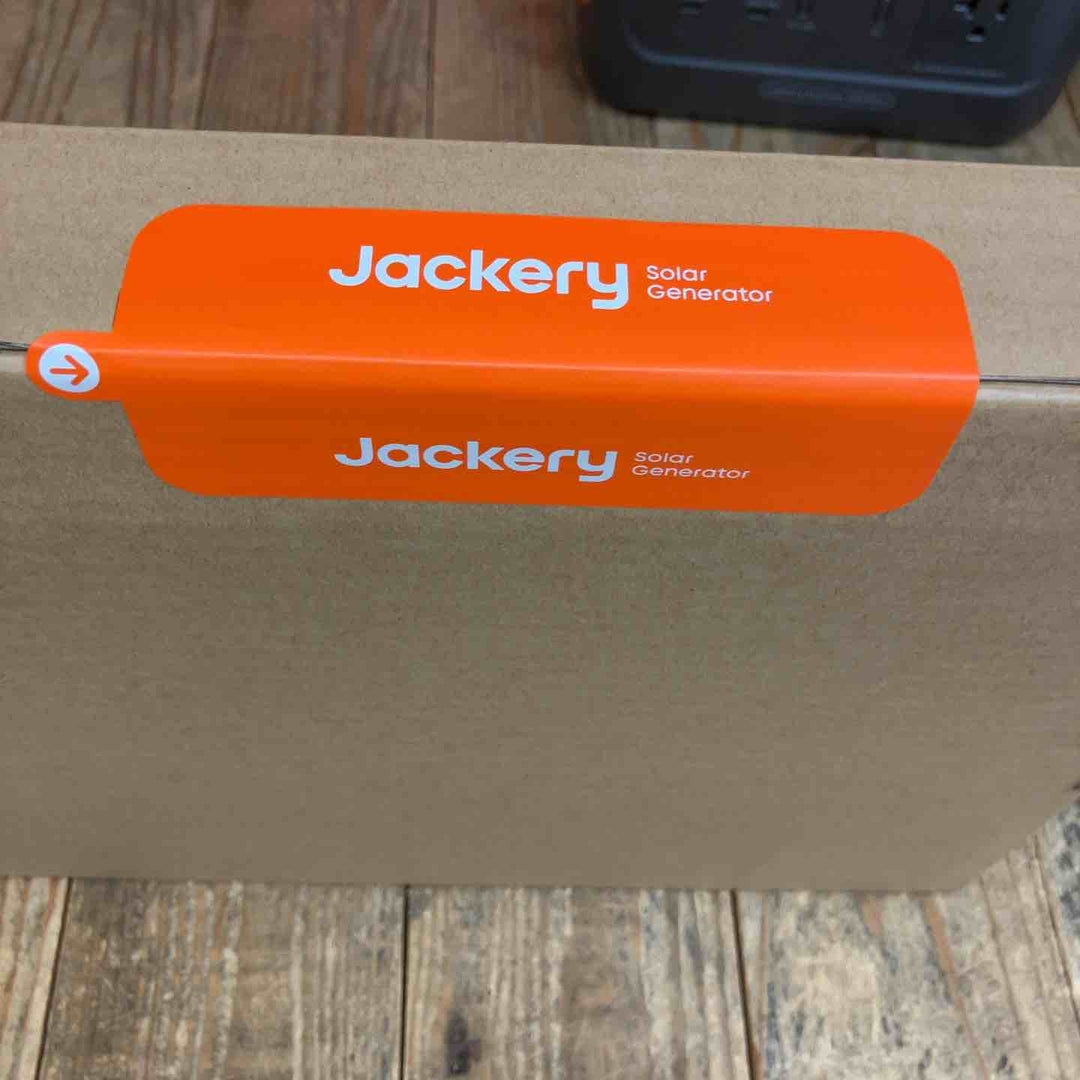 Jackery Solar
Generator
Jackery Solar
Generator